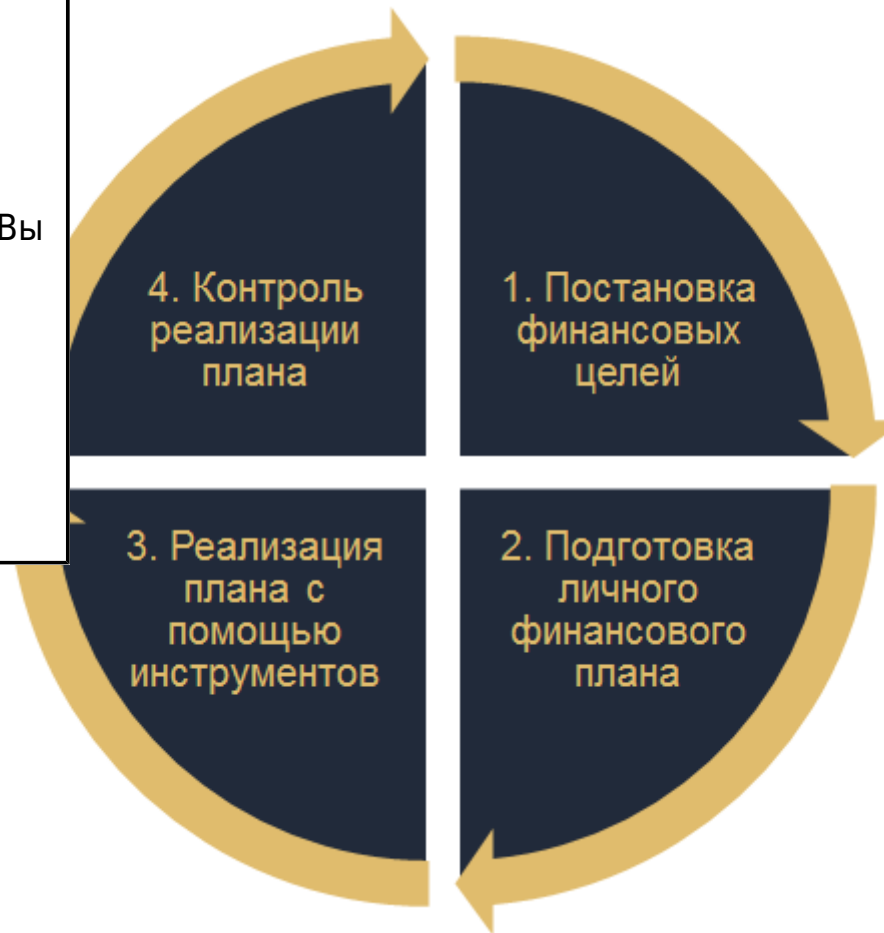 Вы
4. Контроль
реализации
плана
1. Постановка
финансовых
целей
3. Реализация
плана с
помощью
инструментов
2. Подготовка
личного
финансового
плана